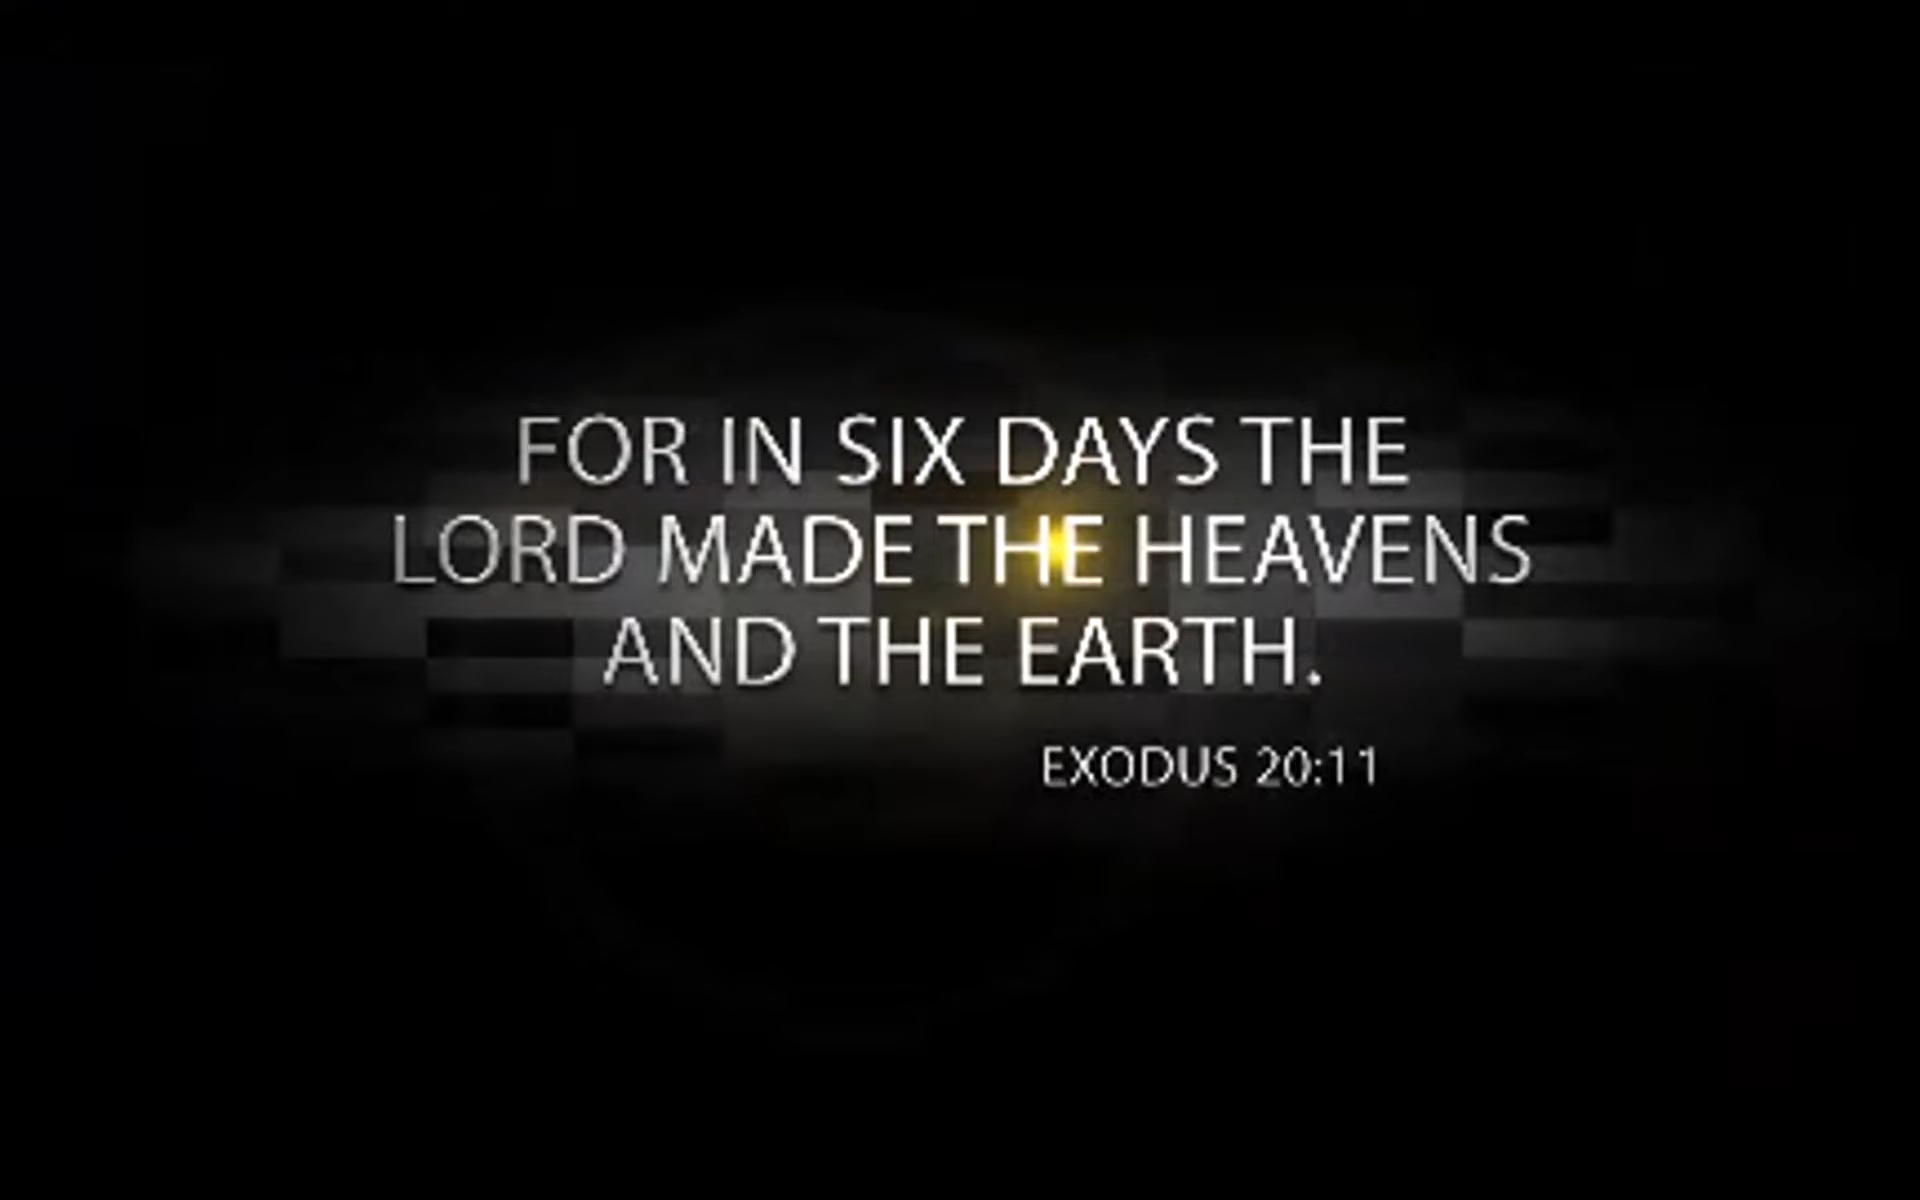 FOR IN SIX DAYS THE
LORD MADE THE HEAVENS
AND THE EARTH.
EXODUS 20:11